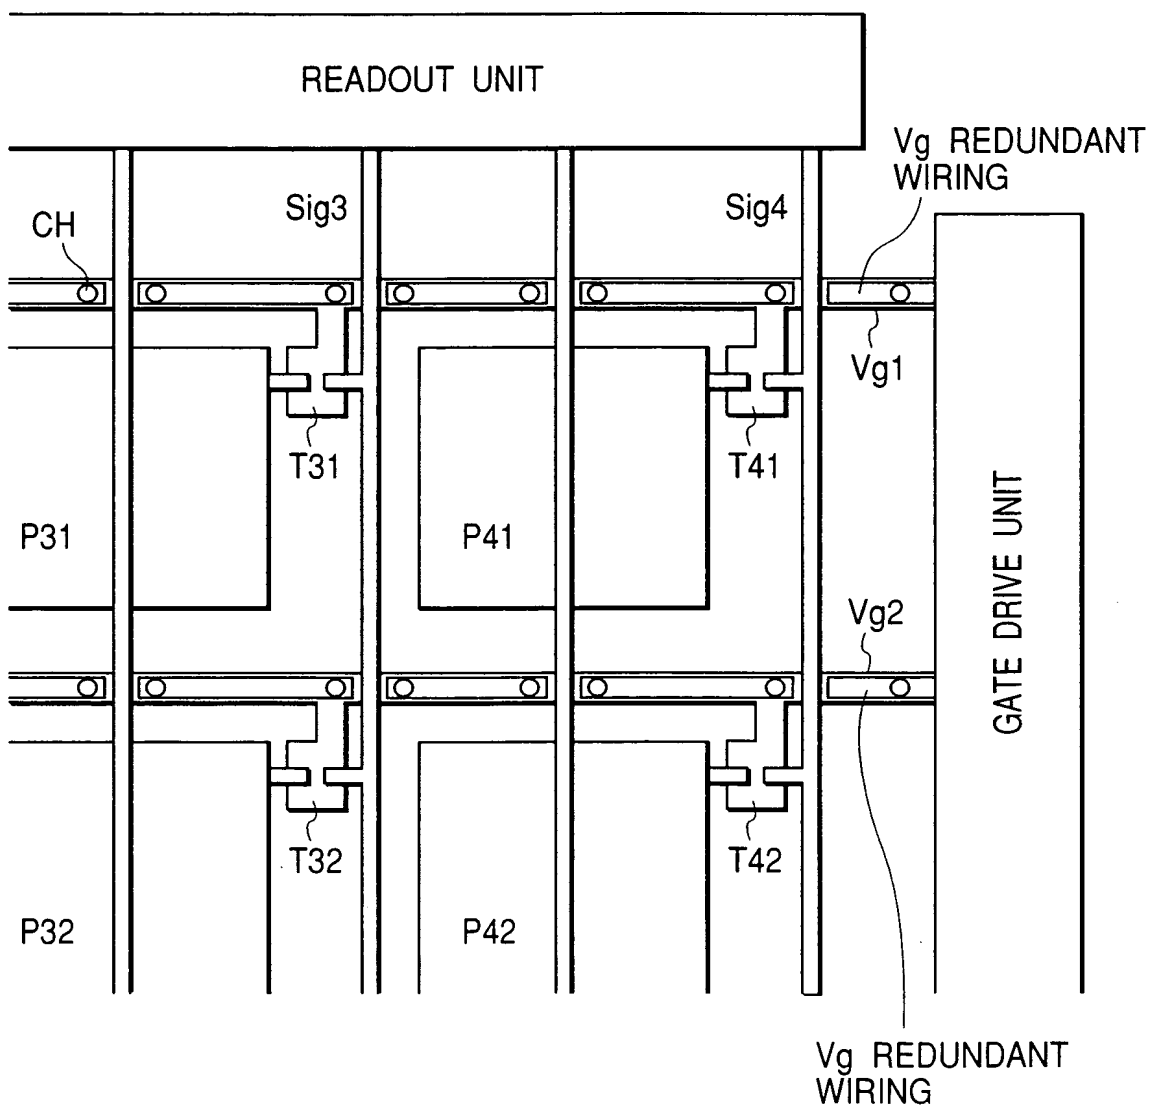 READOUT UNIT
Vg REDUNDANT
WIRING
Sig3
Sig4
CH
Vg1
T31
T41
P31
P41
GATE DRIVE UNIT
Vg2
T32
T42
P32
P42
Vg REDUNDANT
WIRING